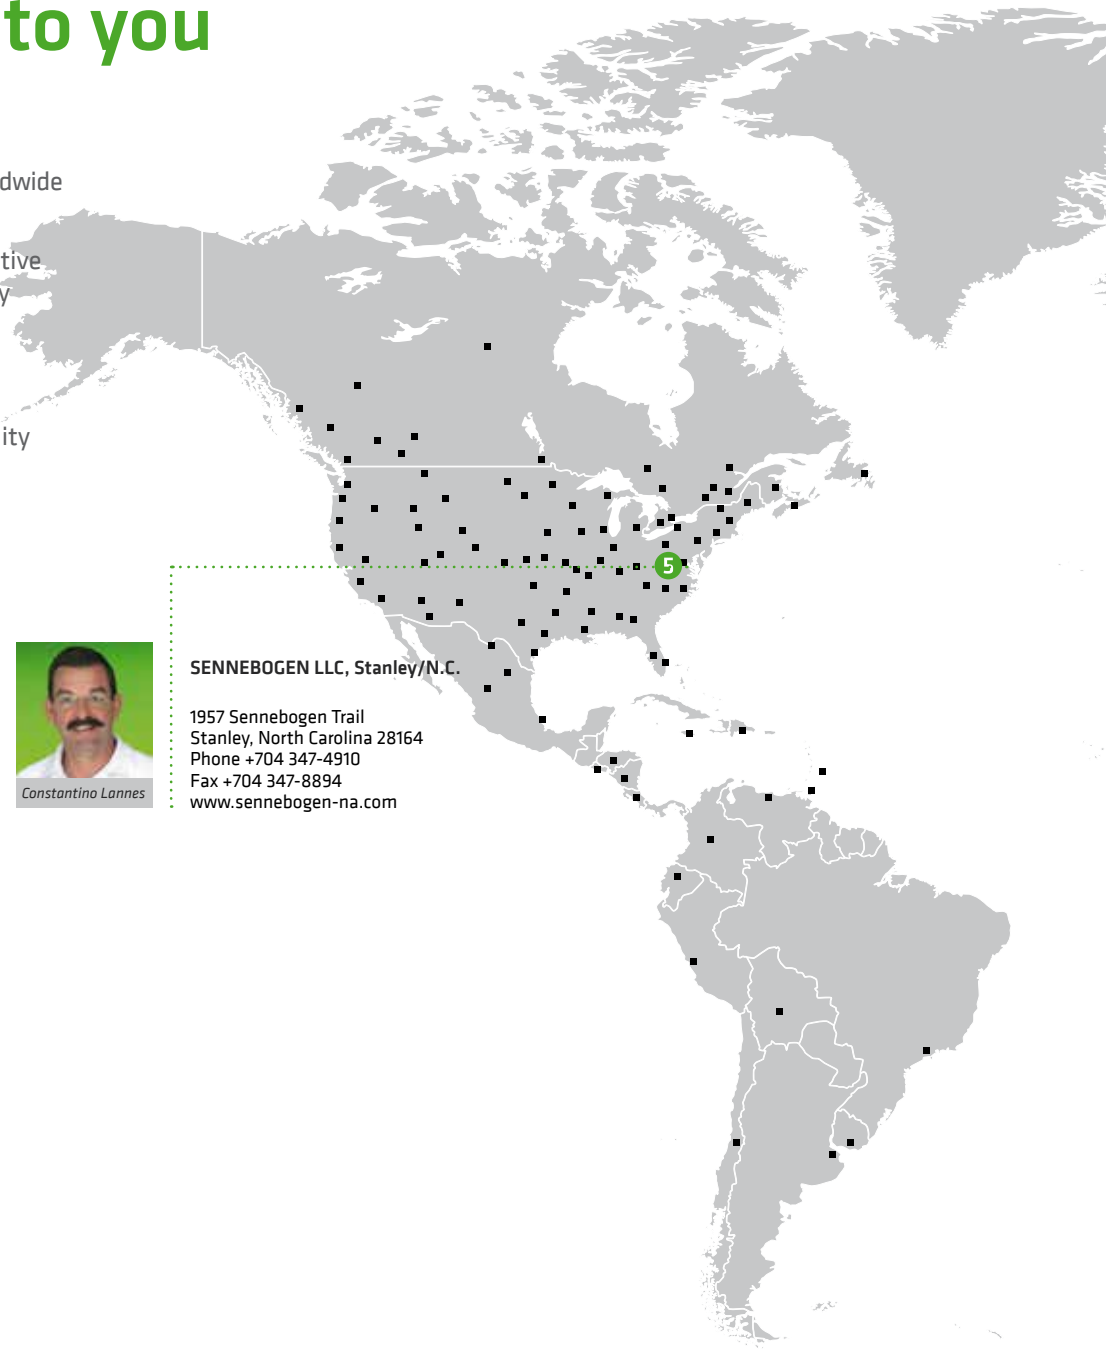 to you
dwide
tive
y
ity
5
SENNEBOGEN LLC, Stanley/N.C.
1957 Sennebogen Trail
Stanley, North Carolina 28164
Phone +704 347-4910
Fax +704 347-8894
www.sennebogen-na.com
Constantino Lannes